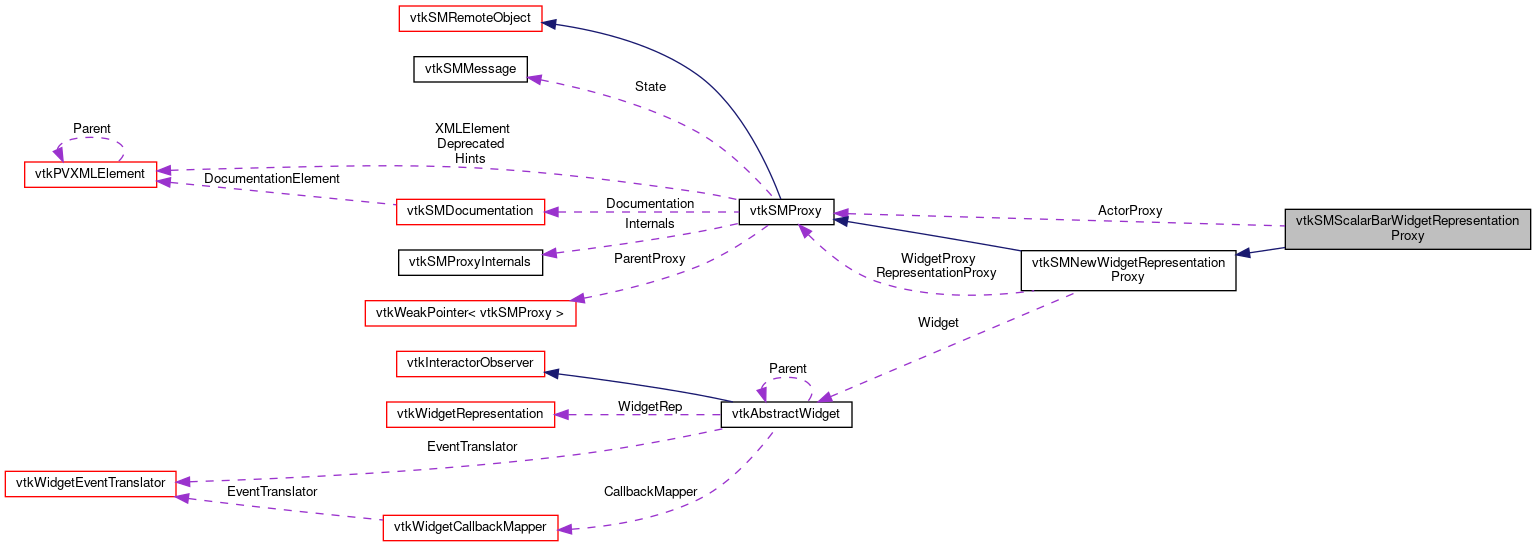 vtkSMRemoteObject
vtkSMMessage
State
Parent
XMLElement
Deprecated
Hints
vtkPVXMLElement
DocumentationElement
vtkSMDocumentation
Documentation
vtkSMProxy
ActorProxy
vtkSMScalarBarWidgetRepresentation
Proxy
Internals
vtkSMProxyInternals
ParentProxy
WidgetProxy
RepresentationProxy
vtkSMNewWidgetRepresentation
Proxy
vtkWeakPointer< vtkSMProxy >
Widget
vtkInteractorObserver
Parent
vtkWidgetRepresentation
WidgetRep
vtkAbstractWidget
EventTranslator
vtkWidgetEventTranslator
EventTranslator
CallbackMapper
vtkWidgetCallbackMapper